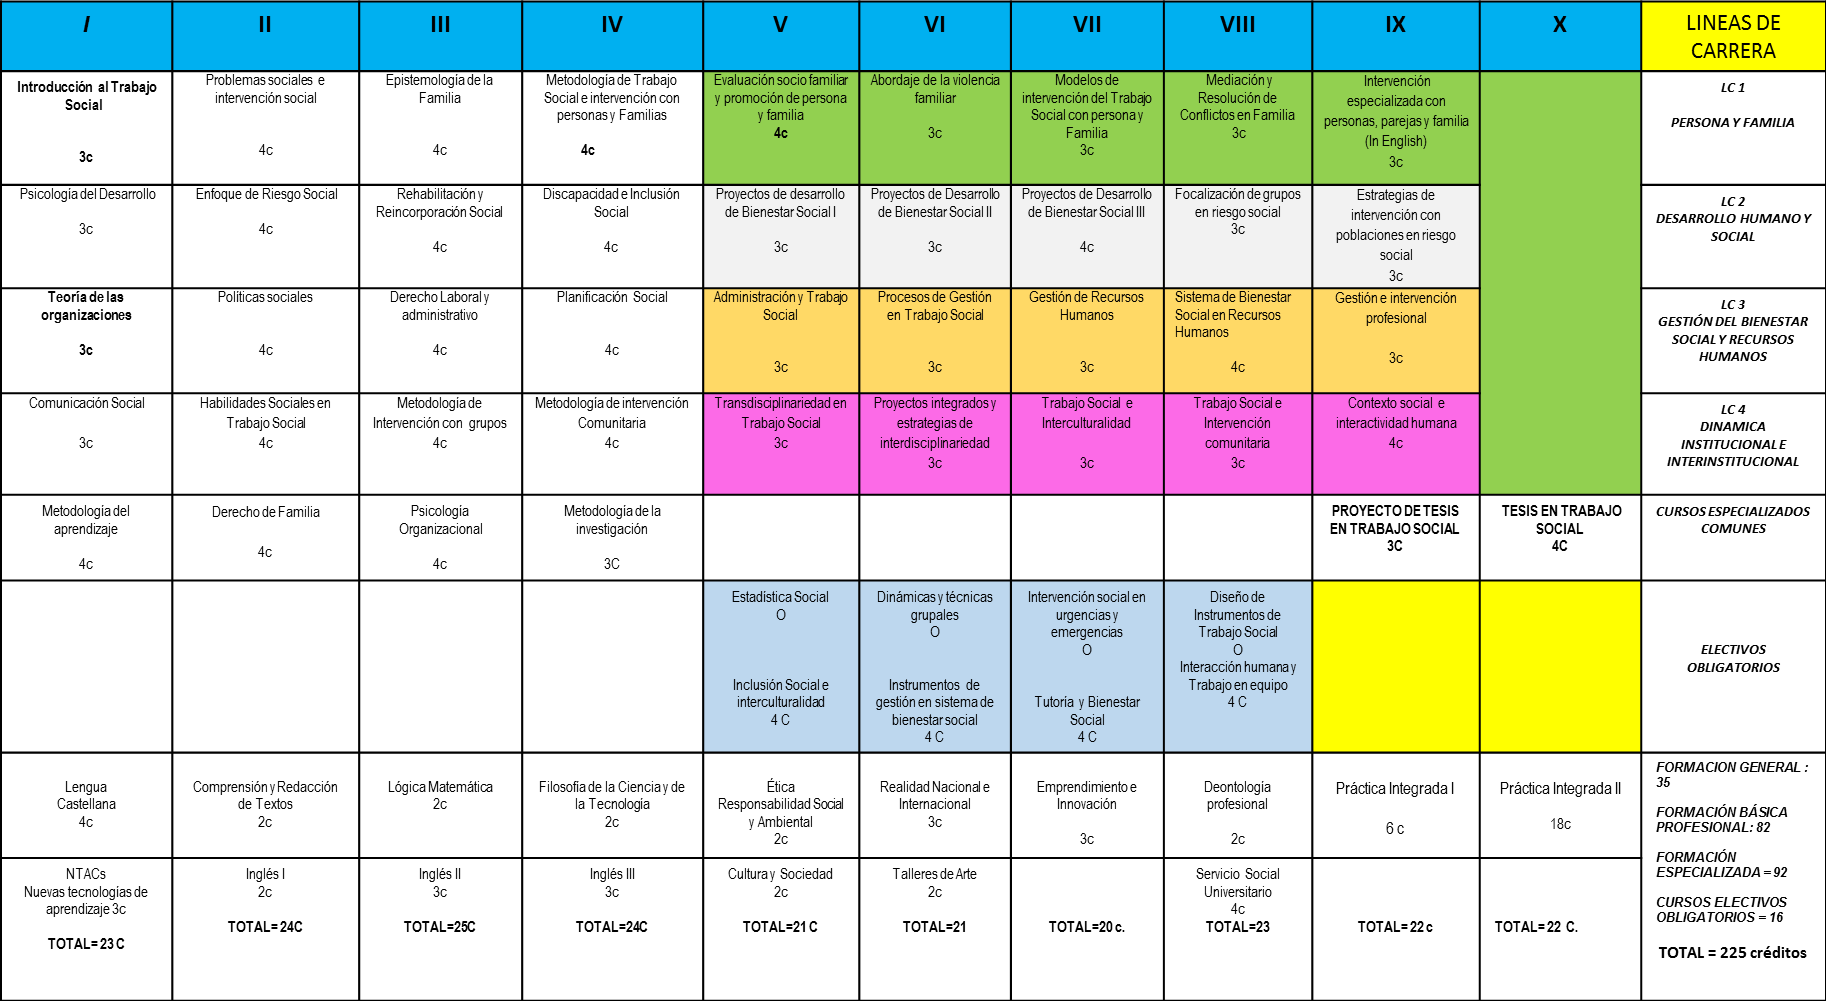 I
II
III
IV
V
VI
VII
VIII
IX
X
LINEAS DE
CARRERA
Introducción al Trabajo
Social
3c
Problemas sociales e
intervención social
4c
Epistemología de la
Familia
4c
Metodología de Trabajo
Social e intervención con
personas y Familias
4c
Evaluación socio familiar
y promoción de persona
y familia
4c
Abordaje de la violencia
familiar
3c
Modelos de
intervención del Trabajo
Social con persona y
Familia
3c
Mediación y
Resolución de
Conflictos en Familia
3c
Intervención
especializada con
personas, parejas y familia
(In English)
3c
LC 1
PERSONA Y FAMILIA
Psicología del Desarrollo
3c
Enfoque de Riesgo Social
4c
Rehabilitación y
Reincorporación Social
4c
Discapacidad e Inclusión
Social
4c
Proyectos de desarrollo
de Bienestar Social I
3c
Proyectos de Desarrollo
de Bienestar Social II
3c
Proyectos de Desarrollo
de Bienestar Social III
4c
Focalización de grupos
en riesgo social
3c
Estrategias de
intervención con
poblaciones en riesgo
social
3c
LC 2
DESARROLLO HUMANO Y
SOCIAL
Teoría de las
organizaciones
3c
Políticas sociales
4c
Derecho Laboral y
administrativo
4c
Planificación Social
4c
Administración y Trabajo
Social
3c
Procesos de Gestión
en Trabajo Social
3c
Gestión de Recursos
Humanos
3c
Sistema de Bienestar
Social en Recursos
Humanos
4c
Gestión e intervención
profesional
3c
LC 3
GESTIÓN DEL BIENESTAR
SOCIAL Y RECURSOS
HUMANOS
Comunicación Social
3c
Habilidades Sociales en
Trabajo Social
4c
Metodología de
Intervención con grupos
4c
Metodología de intervención
Comunitaria
4c
Transdisciplinariedad en
Trabajo Social
3c
Proyectos integrados y
estrategias de
interdisciplinariedad
3c
Trabajo Social e
Interculturalidad
3c
Trabajo Social e
Intervención
comunitaria
3c
Contexto social e
interactividad humana
4c
LC 4
DINAMICA
INSTITUCIONAL E
INTERINSTITUCIONAL
Metodología del
aprendizaje
4c
Derecho de Familia
4c
Psicología
Organizacional
4c
Metodología de la
investigación
3C
PROYECTO DE TESIS
EN TRABAJO SOCIAL
3C
TESIS EN TRABAJO
SOCIAL
4C
CURSOS ESPECIALIZADOS
COMUNES
Estadística Social
O
Inclusión Social e
interculturalidad
4 C
Dinámicas y técnicas
grupales
O
Instrumentos de
gestión en sistema de
bienestar social
4 C
Intervención social en
urgencias y
emergencias
O
Tutoría y Bienestar
Social
4 C
Diseño de
Instrumentos de
Trabajo Social
O
Interacción humana y
Trabajo en equipo
4 C
ELECTIVOS
OBLIGATORIOS
Lengua
Castellana
4c
Comprensión y Redacción
de Textos
2c
Lógica Matemática
2c
Filosofía de la Ciencia y de
la Tecnología
2c
Ética
Responsabilidad Social
y Ambiental
2c
Realidad Nacional e
Internacional
3c
Emprendimiento e
Innovación
3c
Deontología
profesional
2c
Práctica Integrada I
6 c
Práctica Integrada II
18c
FORMACION GENERAL :
35
FORMACIÓN BÁSICA
PROFESIONAL: 82
FORMACIÓN
ESPECIALIZADA = 92
CURSOS ELECTIVOS
OBLIGATORIOS = 16
TOTAL = 225 créditos
NTACs
Nuevas tecnologías de
aprendizaje 3c
TOTAL= 23 C
Inglés I
2c
TOTAL= 24C
Inglés II
3c
TOTAL=25C
Inglés III
3c
TOTAL=24C
Cultura y Sociedad
2c
TOTAL=21 C
Talleres de Arte
2c
TOTAL=21
TOTAL=20 c.
Servicio Social
Universitario
4c
TOTAL=23
TOTAL= 22 c
TOTAL= 22 C.